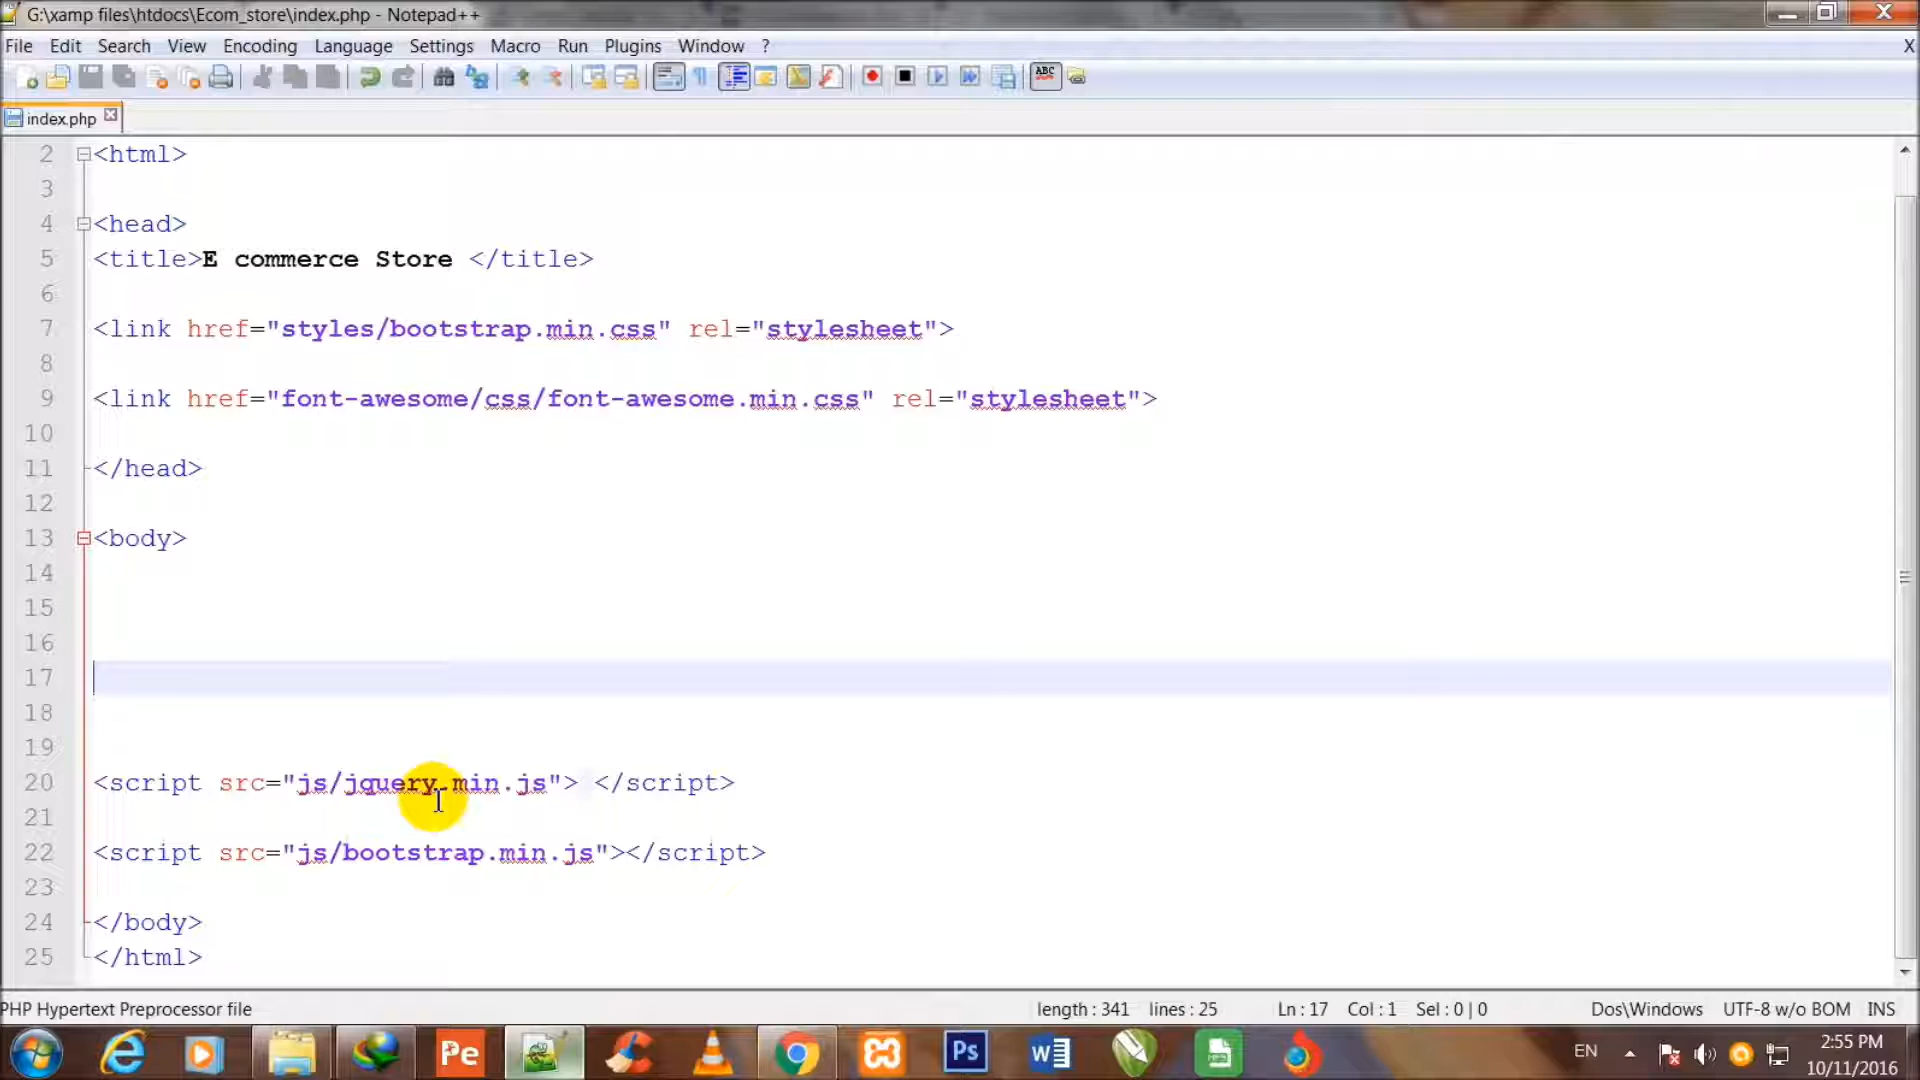 G:\xamp files\htdocs\Ecom_store\index.php - Notepad++
File Edit Search View Encoding Language Settings Macro Run Plugins Window ? X
ABC
index.php
2 <html>
3
4 <head>
5 <title>E commerce Store </title>
6
7 <link href="styles/bootstrap.min.css" rel="stylesheet">
8
9 <link href="font-awesome/css/font-awesome.min.css" rel="stylesheet">
10
11 </head>
12
13 <body>
14
15
16
17
18
19
20 <script src="js/jquery.min.js"> </script>
21
22 <script src="js/bootstrap.min.js"></script>
23
24 </body>
25 </html>
PHP Hypertext Preprocessor file length : 341 lines : 25 Ln : 17 Col : 1 Sel : 0 | 0 Dos\Windows UTF-8 w/o BOM INS
Pe Ps W EN 2:55 PM
10/11/2016